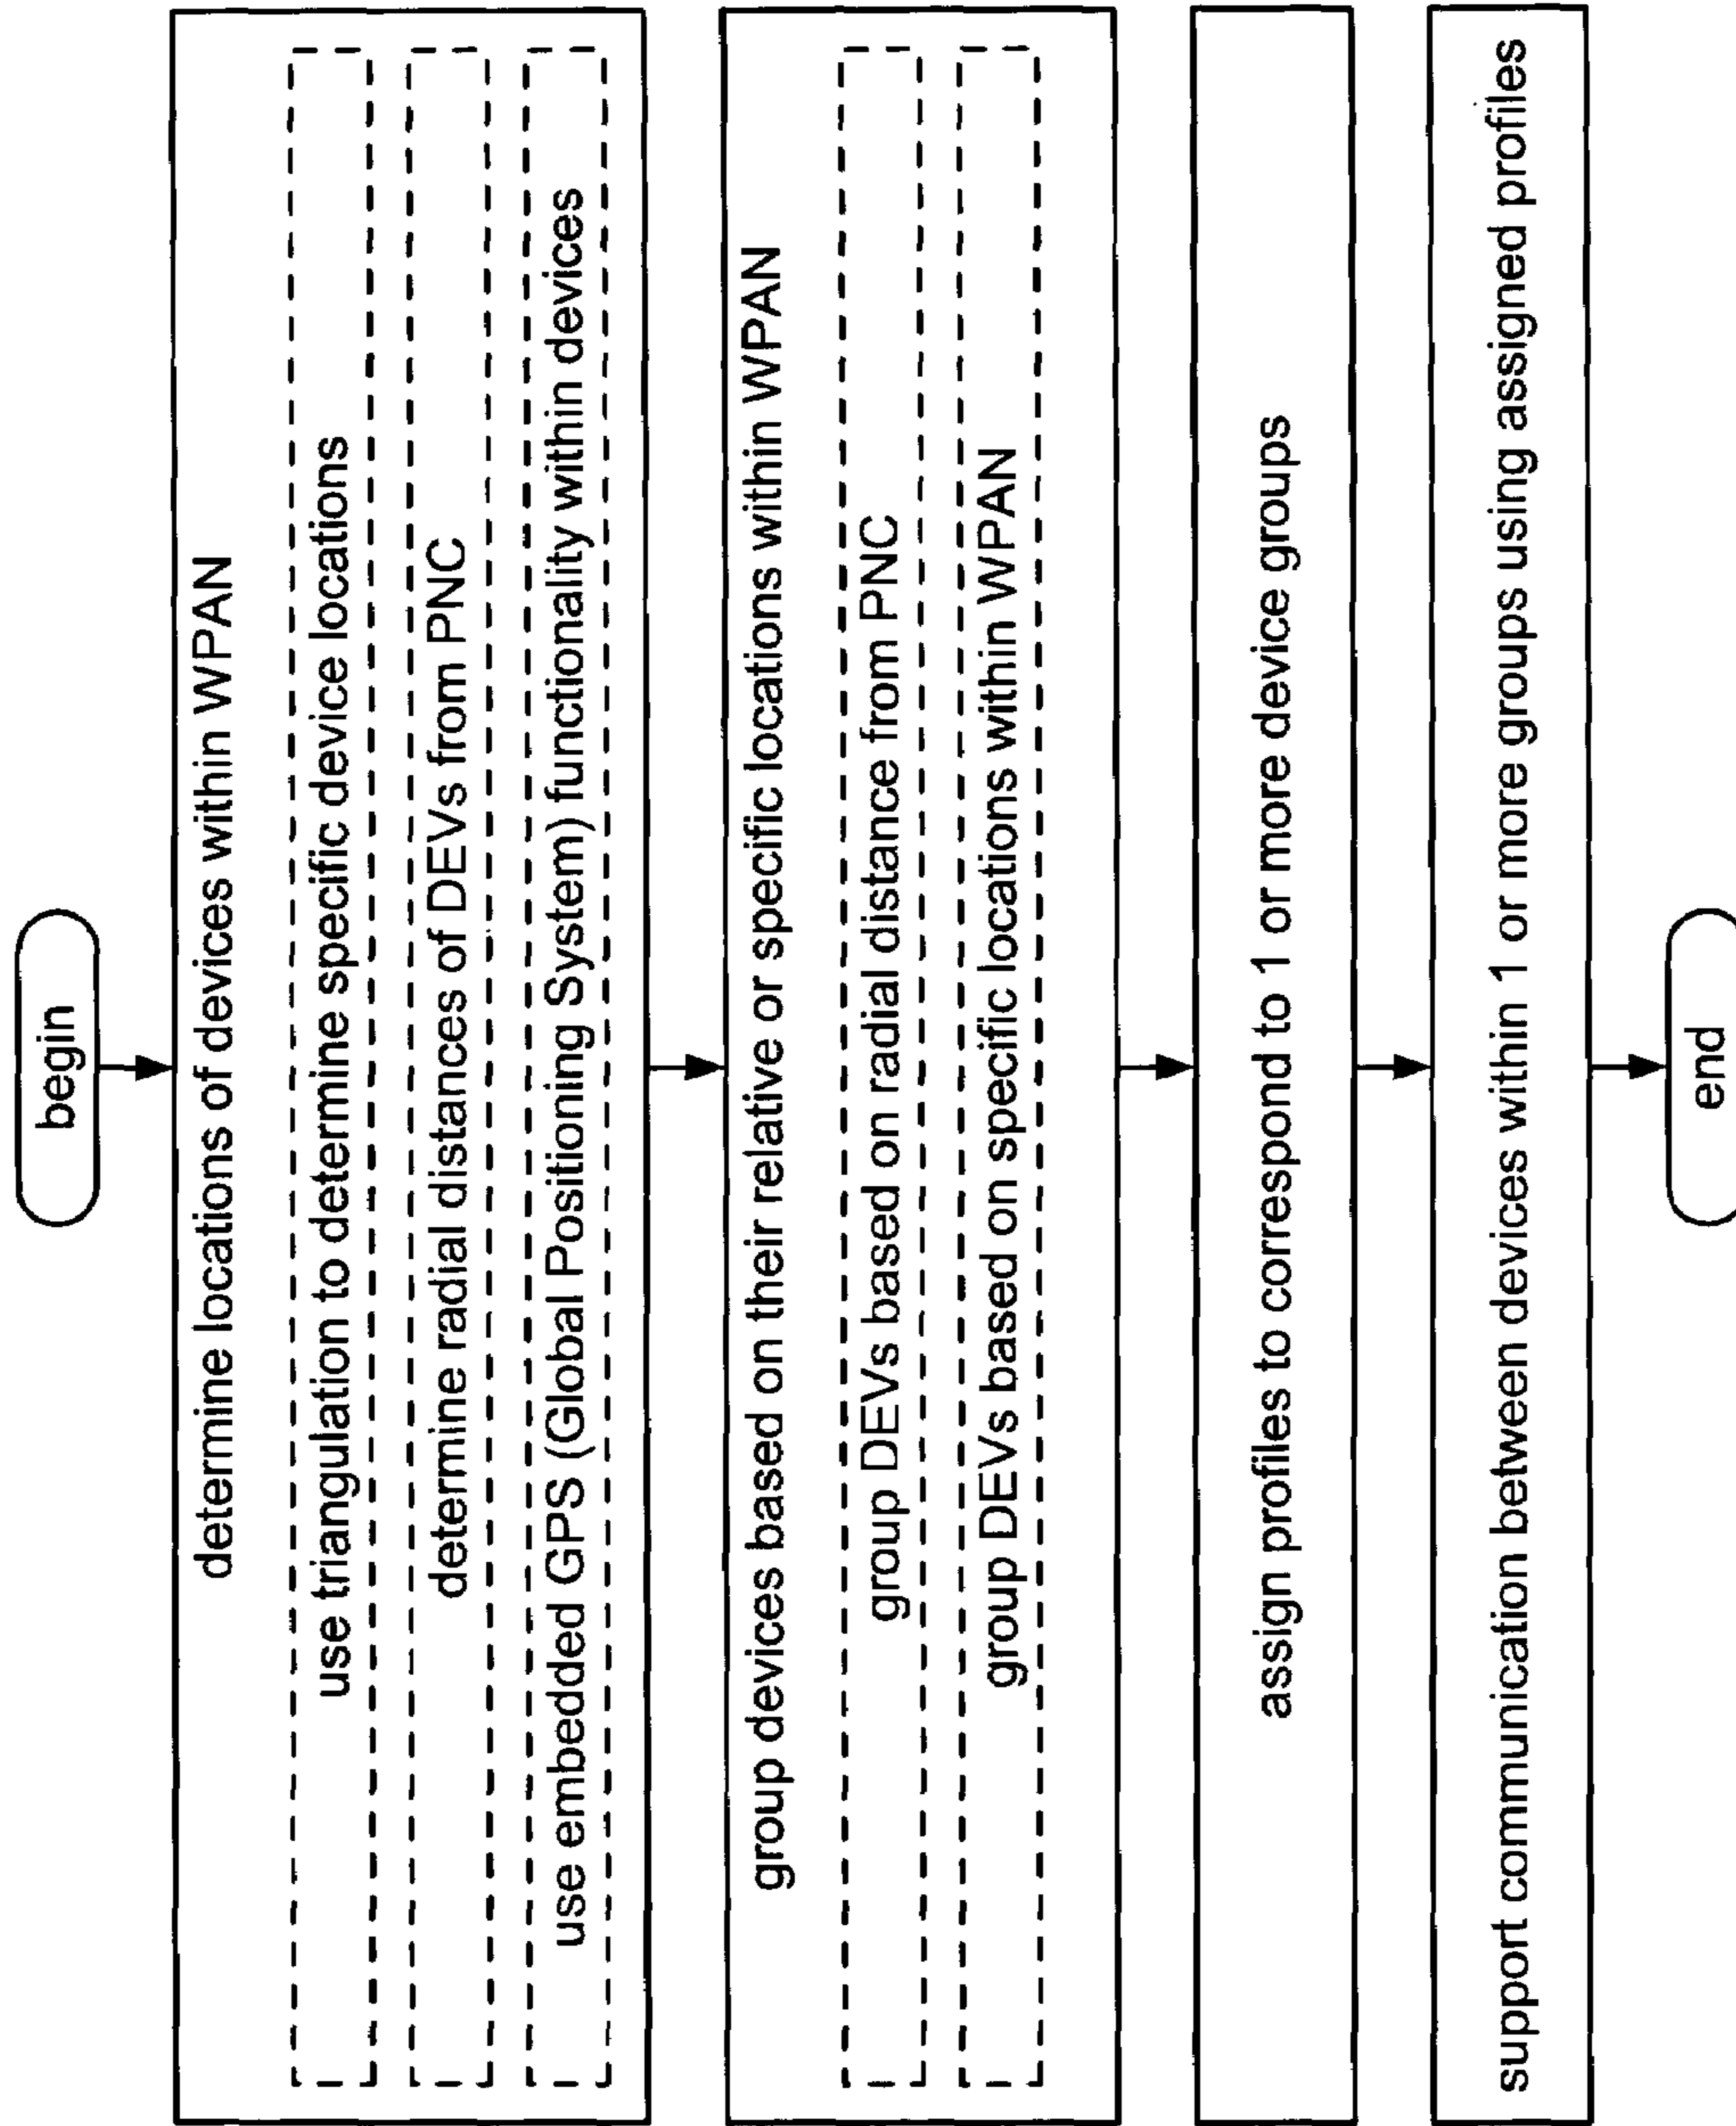 begin
determine locations of devices within WPAN
use triangulation to determine specific device locations
determine radial distances of DEVs from PNC
use embedded GPS (Global Positioning System) functionality within devices
group devices based on their relative or specific locations within WPAN
group DEVs based on radial distance from PNC
group DEVs based on specific locations within WPAN
assign profiles to correspond to 1 or more device groups
support communication between devices within 1 or more groups using assigned profiles
end